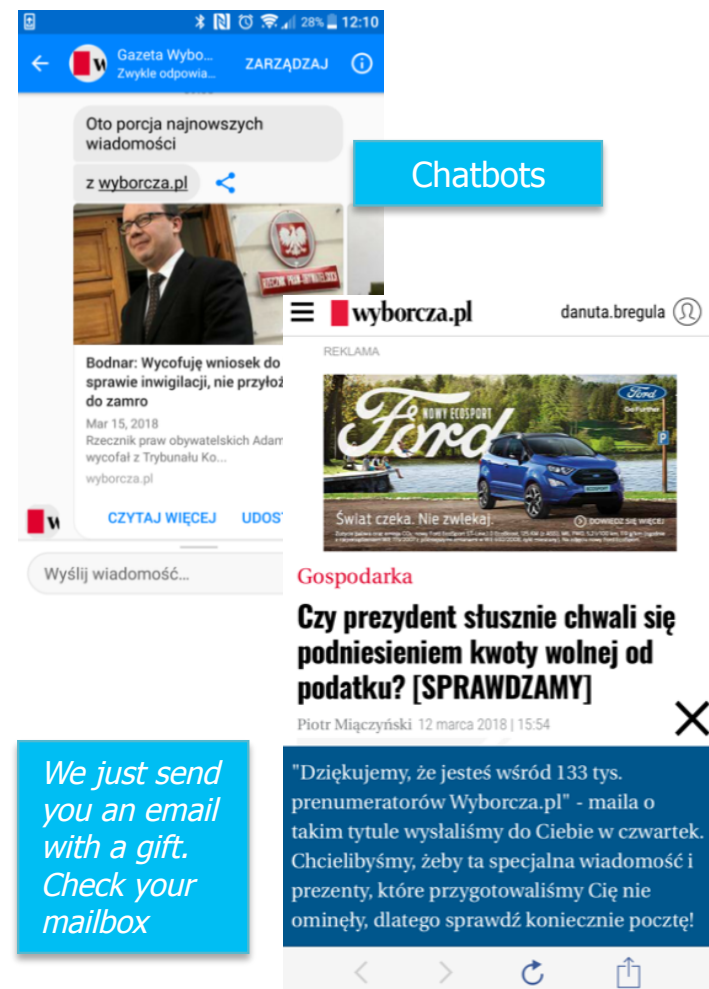 28% 12:10
Gazeta Wybo...
Zwykle odpowia...
ZARZĄDZAJ
Oto porcja najnowszych
wiadomości
z wyborcza.pl
Chatbots
Bodnar: Wycofuję wniosek do
sprawie inwigilacji, nie przyłoż
do zamro
Mar 15, 2018
Rzecznik praw obywatelskich Adam
wycofał z Trybunału Ko...
wyborcza.pl
CZYTAJ WIĘCEJ UDOS
Wyślij wiadomość...
wyborcza.pl danuta.bregula
REKLAMA
NOWY ECOSPORT
Ford
Ford
Go Further
P
Świat czeka. Nie zwlekaj.
DOWIEDZ SIĘ WIĘCEJ
Gospodarka
Czy prezydent słusznie chwali się
podniesieniem kwoty wolnej od
podatku? [SPRAWDZAMY]
Piotr Miączyński 12 marca 2018 | 15:54
We just send
you an email
with a gift.
Check your
mailbox
"Dziękujemy, że jesteś wśród 133 tys.
prenumeratorów Wyborcza.pl" - maila o
takim tytule wysłaliśmy do Ciebie w czwartek.
Chcielibyśmy, żeby ta specjalna wiadomość i
prezenty, które przygotowaliśmy Cię nie
ominęły, dlatego sprawdź koniecznie pocztę!